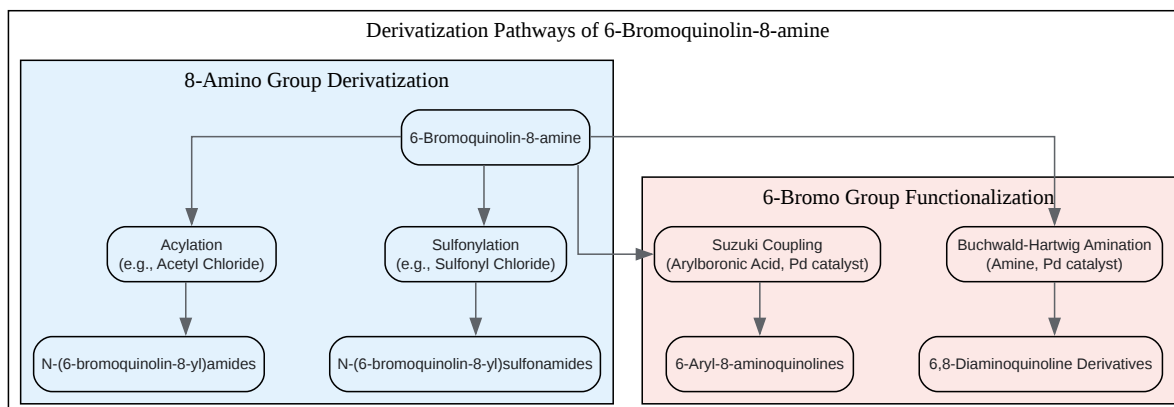 Derivatization Pathways of 6-Bromoquinolin-8-amine
8-Amino Group Derivatization
6-Bromoquinolin-8-amine
6-Bromo Group Functionalization
Acylation
(e.g., Acetyl Chloride)
Sulfonylation
(e.g., Sulfonyl Chloride)
Suzuki Coupling
(Arylboronic Acid, Pd catalyst)
Buchwald-Hartwig Amination
(Amine, Pd catalyst)
N-(6-bromoquinolin-8-yl)amides
N-(6-bromoquinolin-8-yl)sulfonamides
6-Aryl-8-aminoquinolines
6,8-Diaminoquinoline Derivatives